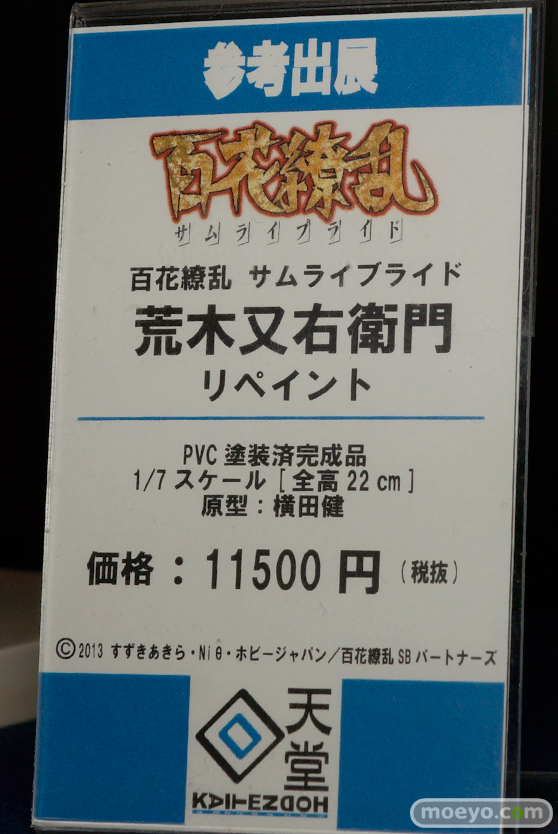 参考出展
百花繚乱
サムライブライド
百花繚乱 サムライブライド
荒木又右衛門
リペイント
PVC 塗装済完成品
1/7 スケール [ 全高 22 cm ]
原型：横田健
価格：11500 円 (税抜)
©2013 すずきあきら・Niθ・ホビージャパン／百花繚乱 SB パートナーズ
天堂
KAITENDOH
moeyo.com